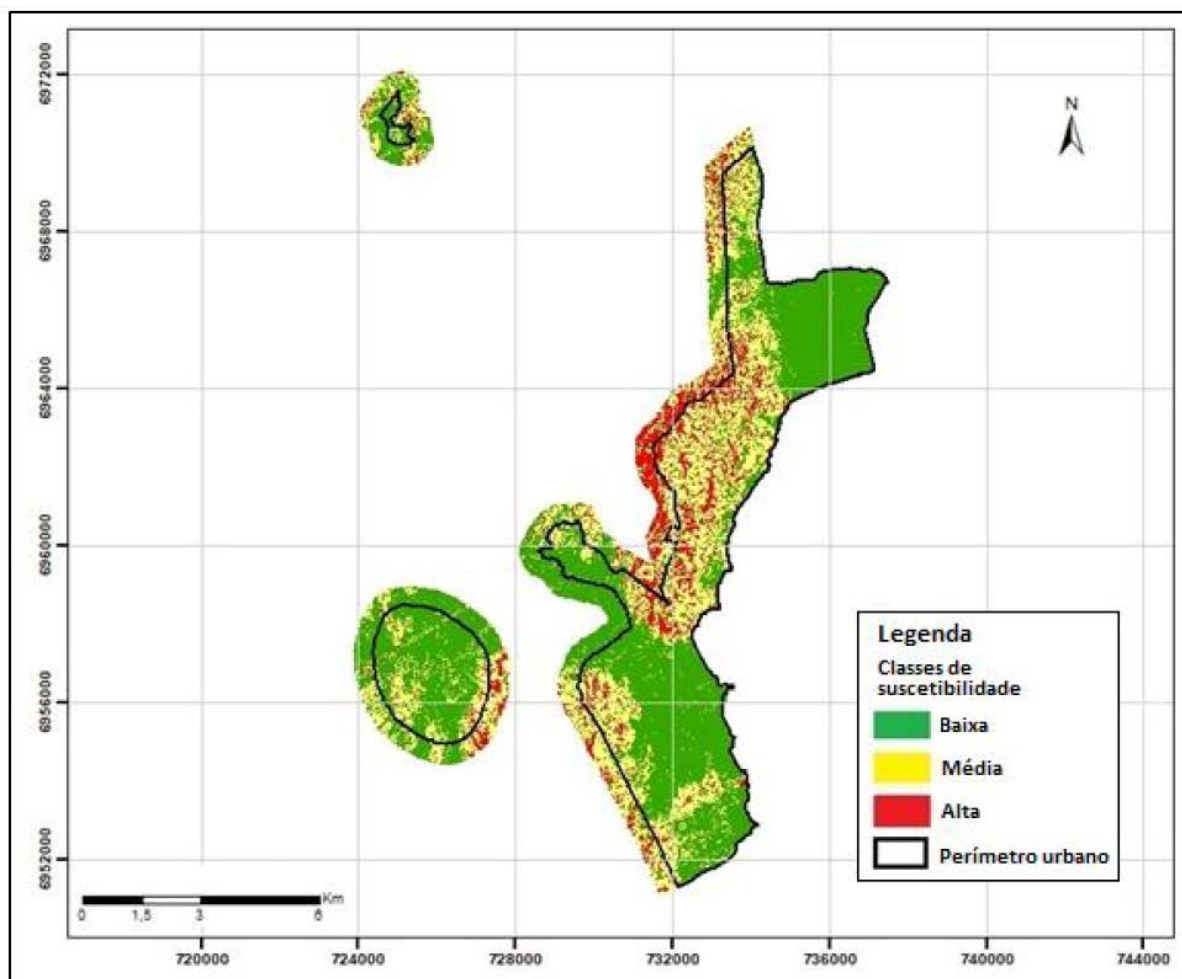 6972000
6968000
6964000
6960000
6956000
6952000
N
Legenda
Classes de
suscetibilidade
Baixa
Média
Alta
Perímetro urbano
Km
0 1,5 3 6
720000 724000 728000 732000 736000 740000 744000